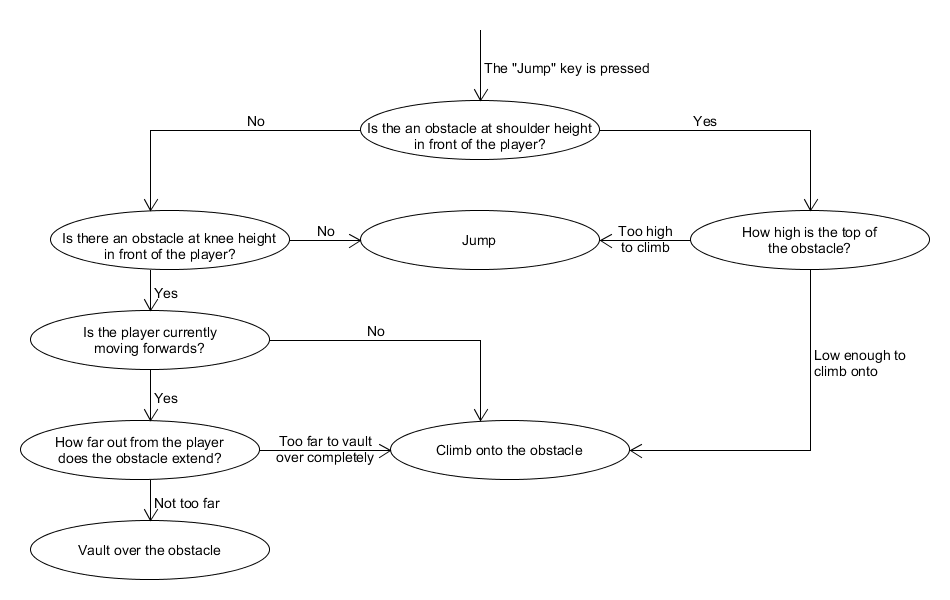 The "Jump" key is pressed
Is the an obstacle at shoulder height
in front of the player?
No
Yes
Is there an obstacle at knee height
in front of the player?
No
Jump
Too high
to climb
How high is the top of
the obstacle?
Yes
Is the player currently
moving forwards?
No
Low enough to
climb onto
Yes
How far out from the player
does the obstacle extend?
Too far to vault
over completely
Climb onto the obstacle
Not too far
Vault over the obstacle